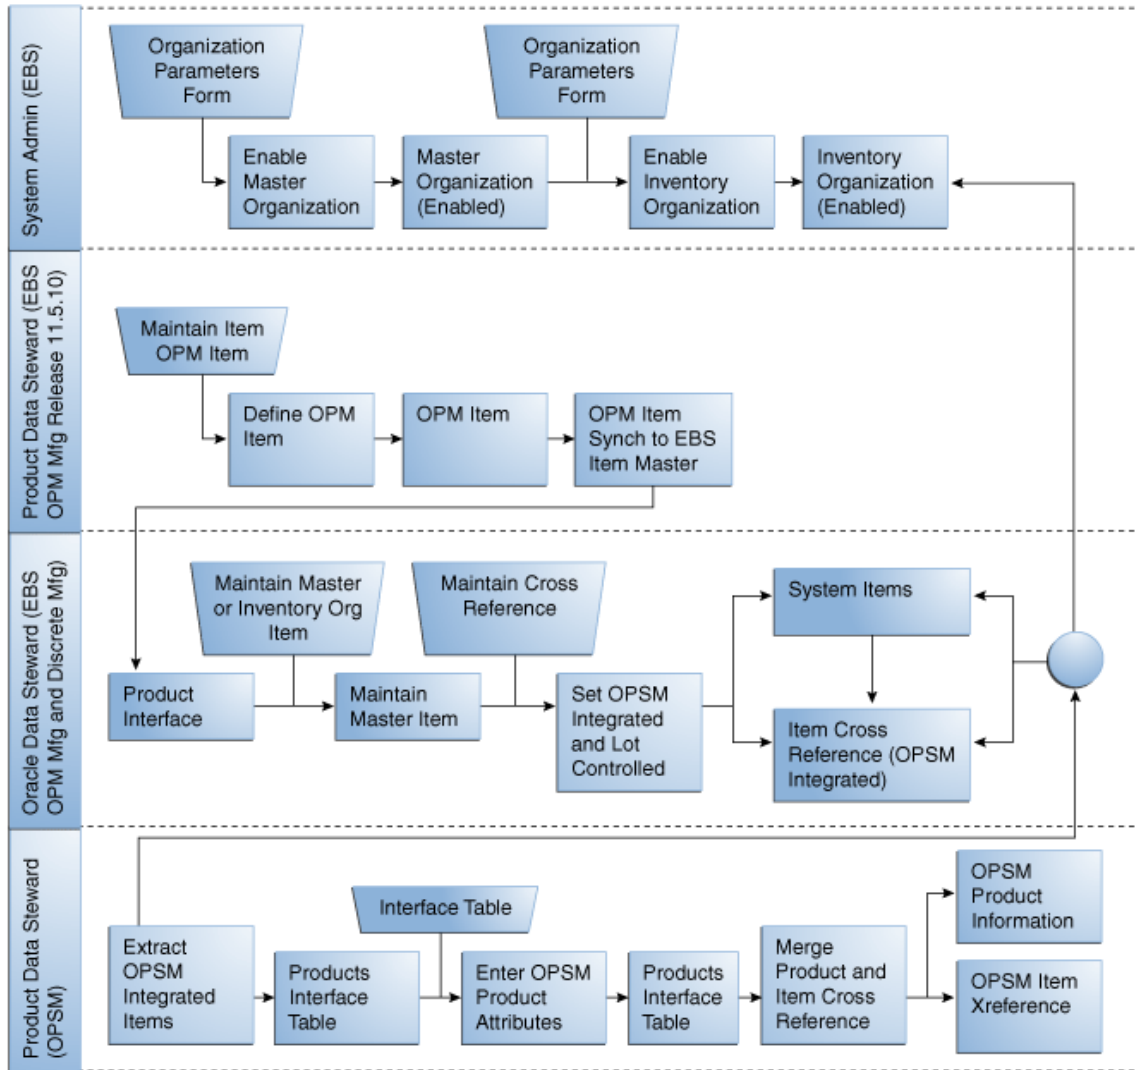 System Admin (EBS)
Organization
Parameters
Form
Organization
Parameters
Form
Enable
Master
Organization
Master
Organization
(Enabled)
Enable
Inventory
Organization
Inventory
Organization
(Enabled)
Product Data Steward (EBS
OPM Mfg Release 11.5.10)
Maintain Item
OPM Item
Define OPM
Item
OPM Item
OPM Item
Synch to EBS
Item Master
Oracle Data Steward (EBS
OPM Mfg and Discrete Mfg)
Maintain Master
or Inventory Org
Item
Maintain Cross
Reference
System Items
Product
Interface
Maintain
Master Item
Set OPSM
Integrated
and Lot
Controlled
Item Cross
Reference (OPSM
Integrated)
Product Data Steward
(OPSM)
Interface Table
Extract
OPSM
Integrated
Items
Products
Interface
Table
Enter OPSM
Product
Attributes
Products
Interface
Table
Merge
Product and
Item Cross
Reference
OPSM
Product
Information
OPSM Item
Xreference